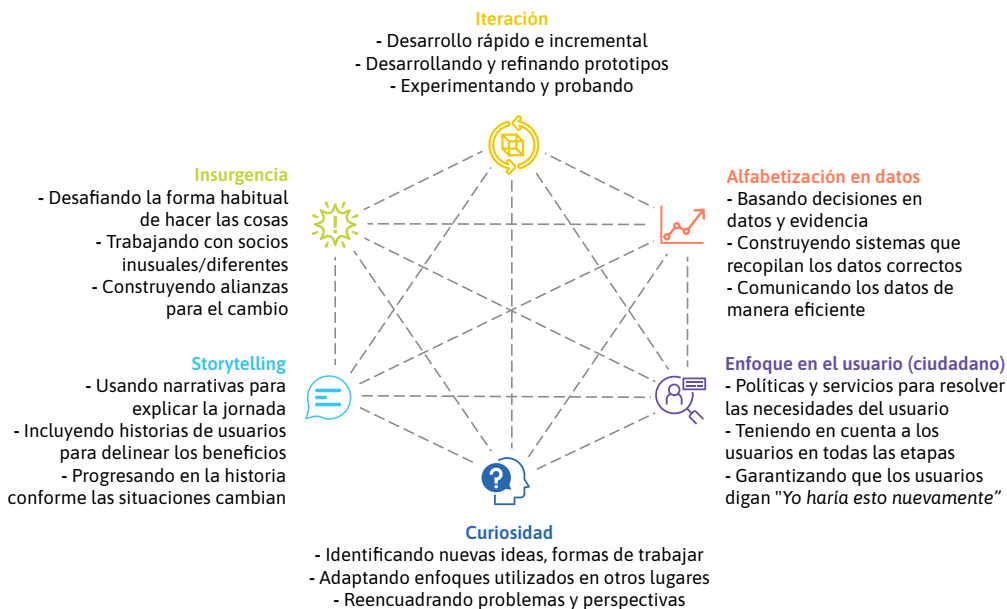 Iteración
- Desarrollo rápido e incremental
- Desarrollando y refinando prototipos
- Experimentando y probando
Insurgencia
- Desafiando la forma habitual
de hacer las cosas
- Trabajando con socios
inusuales/diferentes
- Construyendo alianzas
para el cambio
Alfabetización en datos
- Basando decisiones en
datos y evidencia
- Construyendo sistemas que
recopilan los datos correctos
- Comunicando los datos de
manera eficiente
Storytelling
- Usando narrativas para
explicar la jornada
- Incluyendo historias de usuarios
para delinear los beneficios
- Progresando en la historia
conforme las situaciones cambian
Enfoque en el usuario (ciudadano)
- Políticas y servicios para resolver
las necesidades del usuario
- Teniendo en cuenta a los
usuarios en todas las etapas
- Garantizando que los usuarios
digan "Yo haría esto nuevamente”
Curiosidad
- Identificando nuevas ideas, formas de trabajar
- Adaptando enfoques utilizados en otros lugares
- Reencuadrando problemas y perspectivas